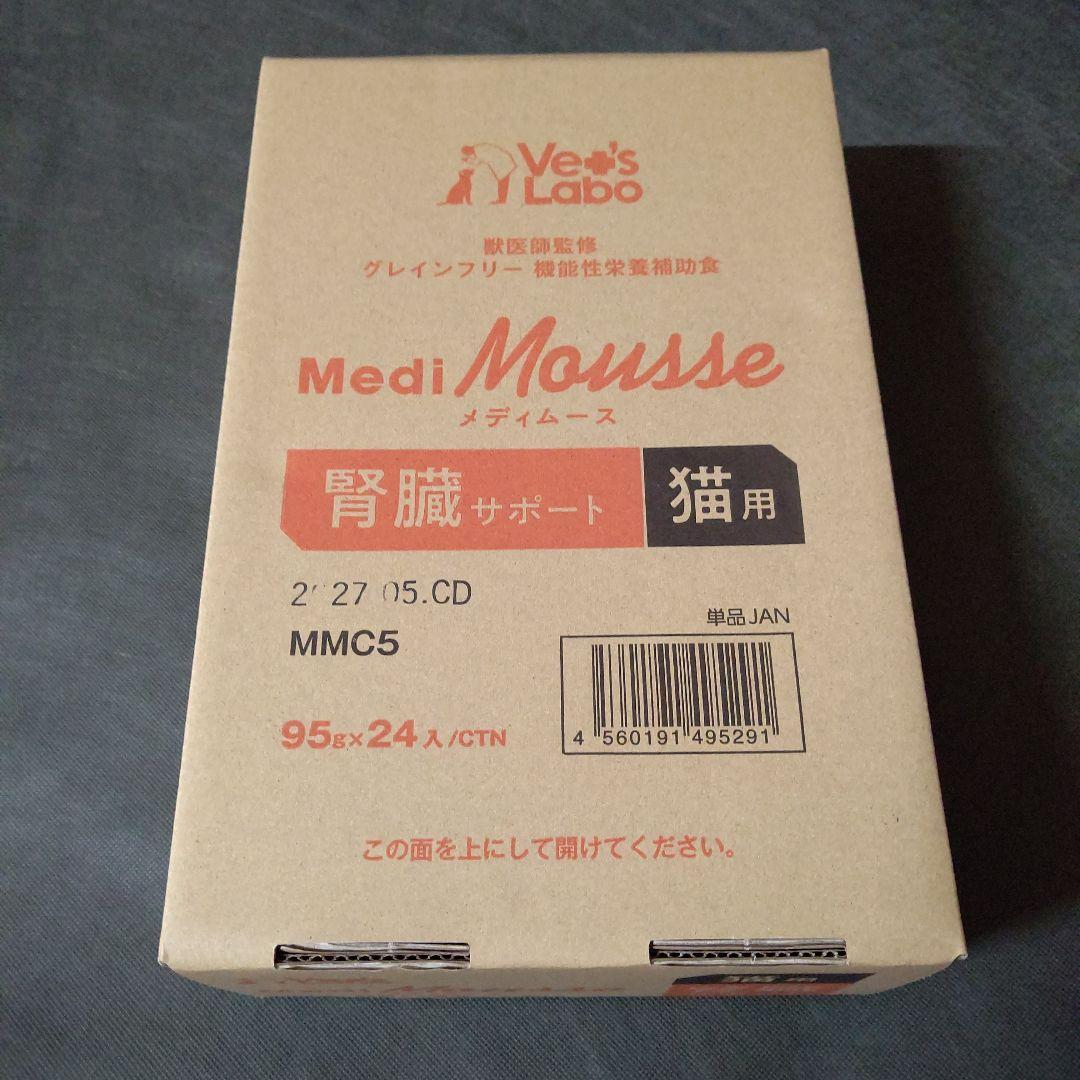 Vet's
Labo
獣医師監修
グレインフリー 機能性栄養補助食
Medi Mousse
メディムース
腎臓サポート 猫用
2027.05.CD
MMC5
単品JAN
4 560191 495291
95g×24入/CTN
この面を上にして開けてください。